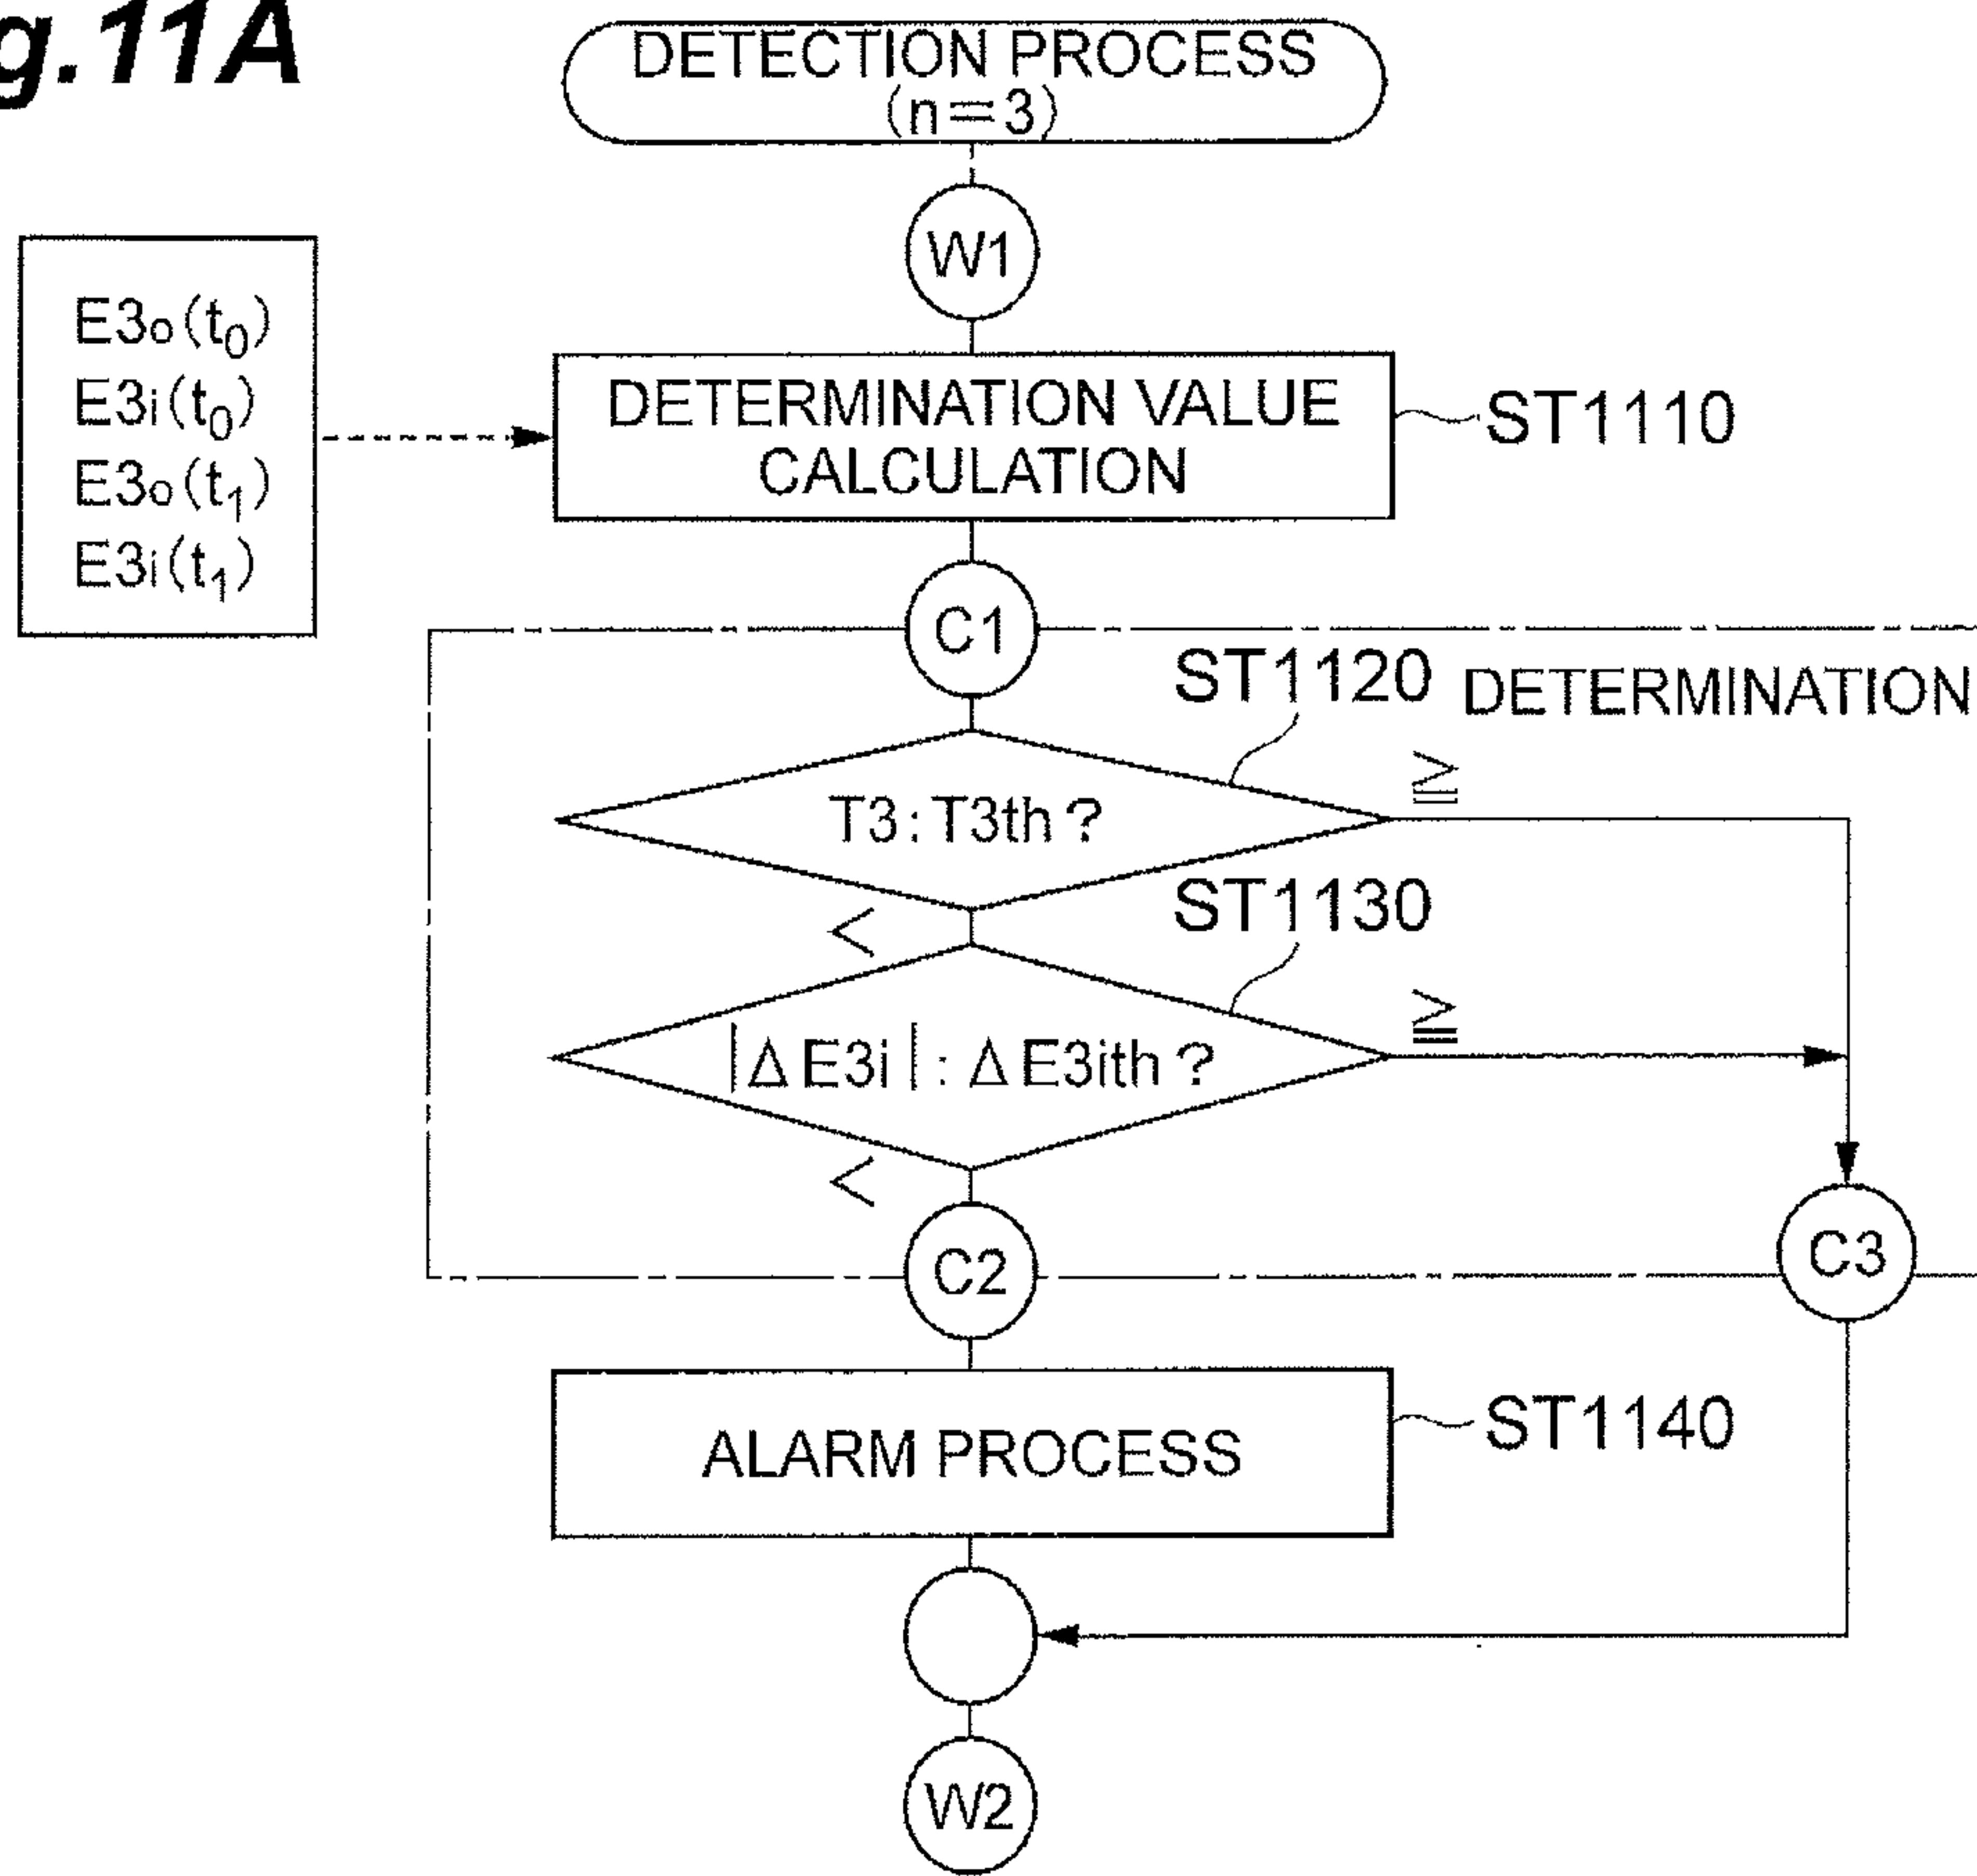 g.11A
DETECTION PROCESS
(n=3)
W1
E3o(t₀)
E3i(t₀)
E3o(t₁)
E3i(t₁)
DETERMINATION VALUE
CALCULATION
ST1110
C1
ST1120
DETERMINATION
T3:T3th?
≧
<
ST1130
|ΔE3i|:ΔE3ith?
≧
<
C2
C3
ALARM PROCESS
ST1140
W2